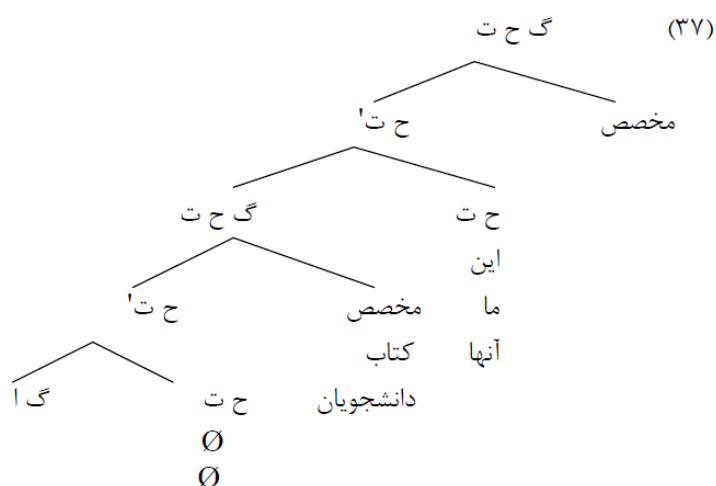 (۳۷) گ ح ت
مخصص ح ت'
ح ت گ ح ت
این
ما مخصص ح ت'
آنها کتاب
دانشجویان ح ت گ ا
Ø
Ø